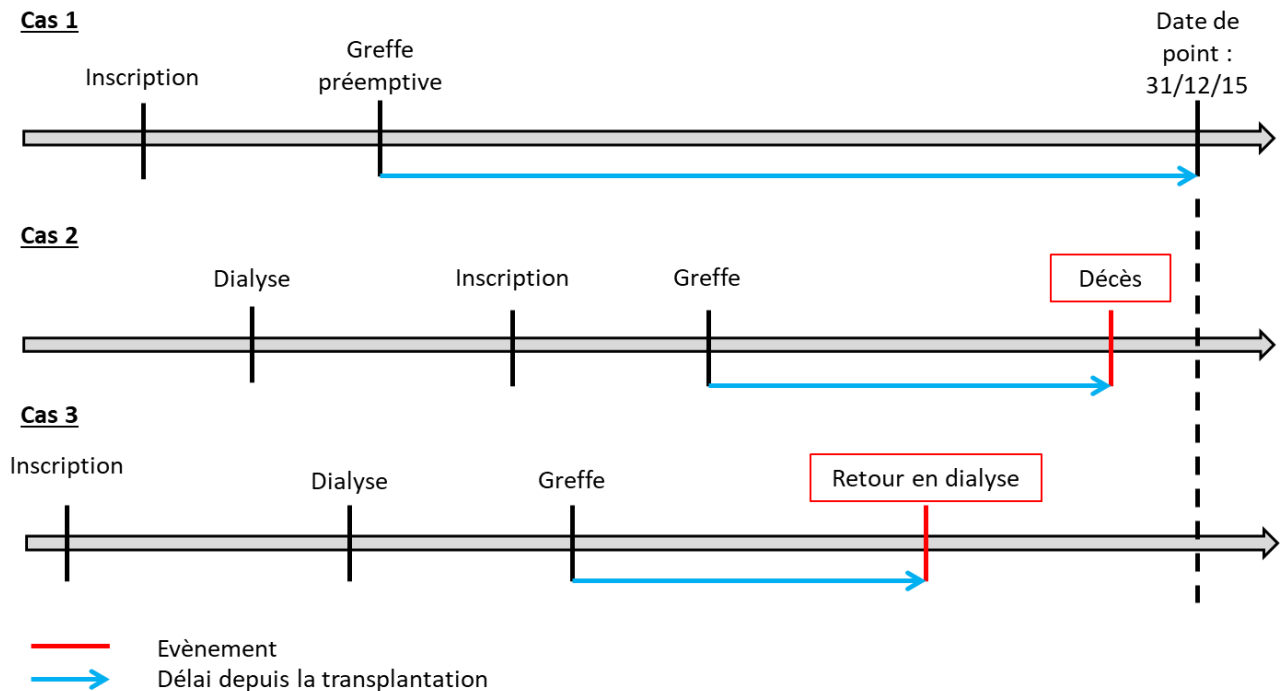 Cas 1
Inscription
Greffe
préemptive
Date de
point :
31/12/15
Cas 2
Dialyse
Inscription
Greffe
Décès
Cas 3
Inscription
Dialyse
Greffe
Retour en dialyse
Evènement
Délai depuis la transplantation